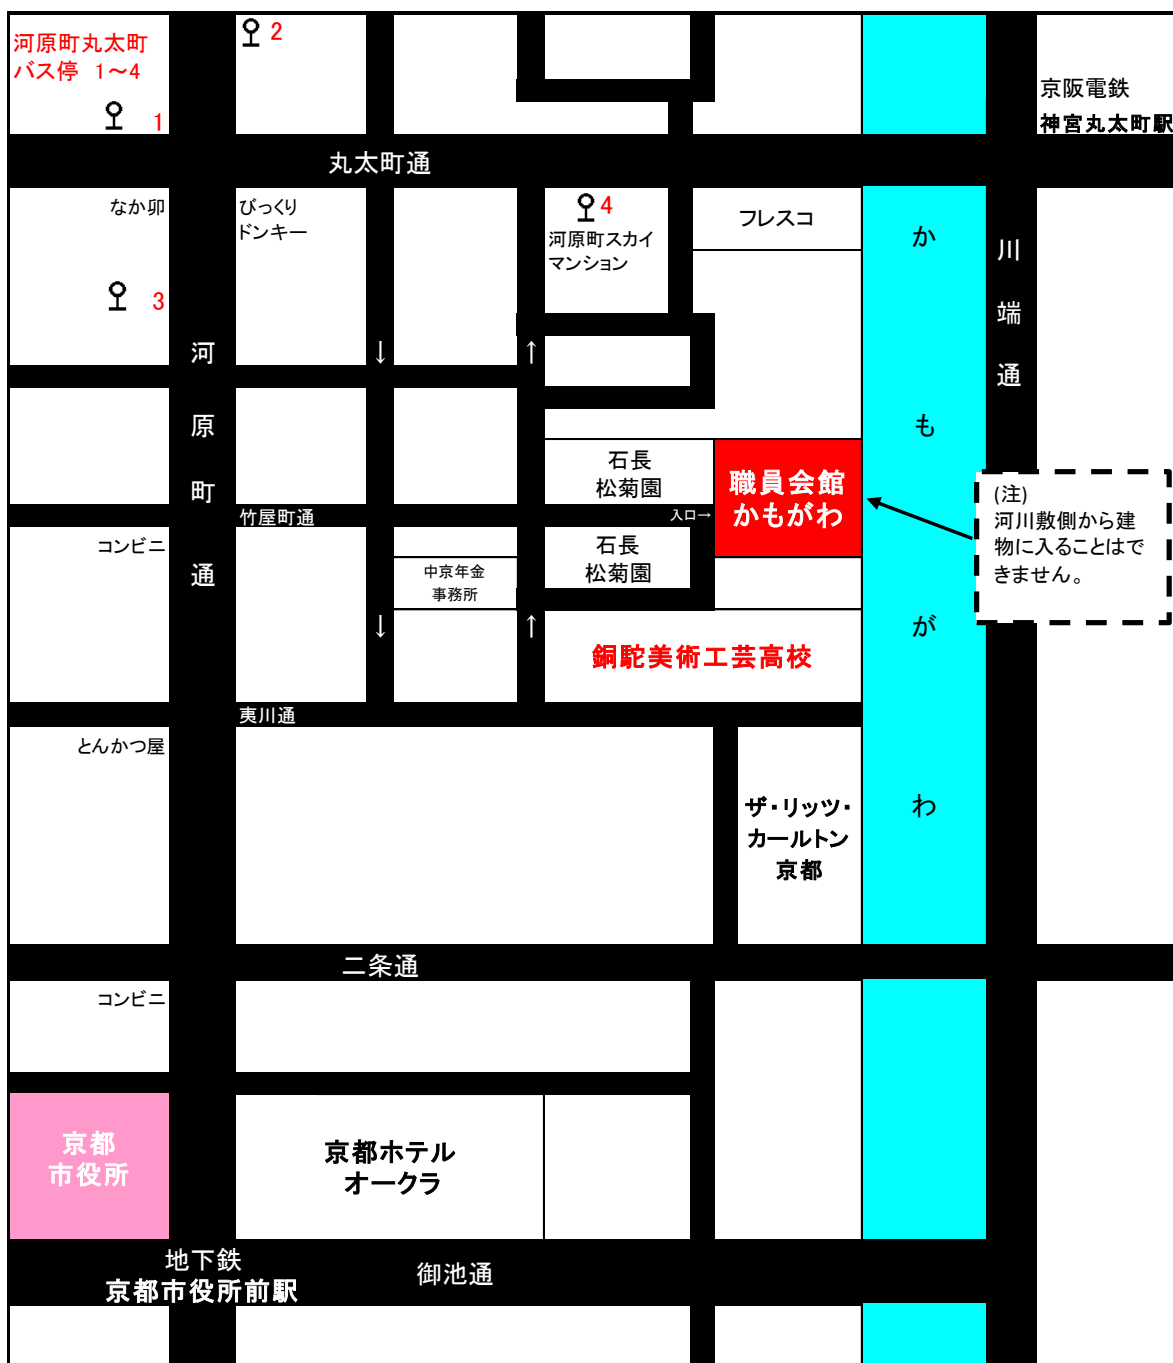 河原町丸太町
バス停 1～4
1
2
京阪電鉄
神宮丸太町駅
丸太町通
なか卯
びっくり
ドンキー
4
河原町スカイ
マンション
フレスコ
3
河原町通
↓
↑
かもがわ
川端通
石長
松菊園
職員会館
かもがわ
入口→
竹屋町通
(注)
河川敷側から建
物に入ることはで
きません。
コンビニ
中京年金
事務所
石長
松菊園
↓
↑
銅駝美術工芸高校
夷川通
とんかつ屋
ザ・リッツ・
カールトン
京都
二条通
コンビニ
京都
市役所
京都ホテル
オークラ
地下鉄
京都市役所前駅
御池通